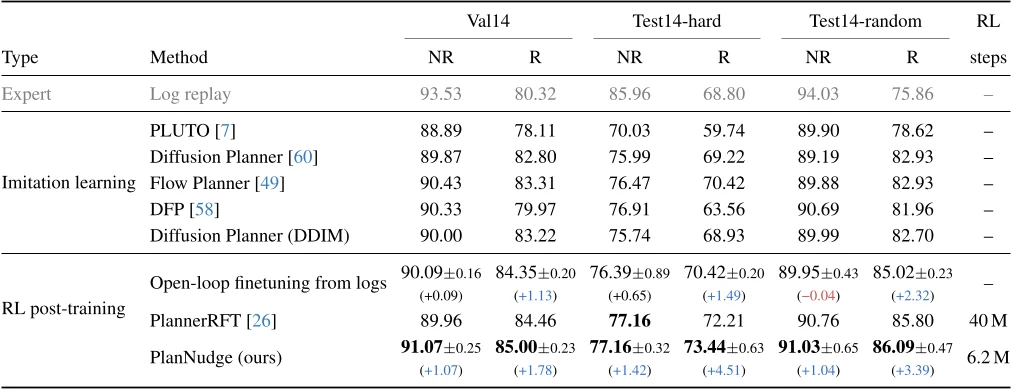 Val14 Test14-hard Test14-random RL
Type Method NR R NR R NR R steps
Expert Log replay 93.53 80.32 85.96 68.80 94.03 75.86 –
PLUTO [7] 88.89 78.11 70.03 59.74 89.90 78.62 –
Diffusion Planner [60] 89.87 82.80 75.99 69.22 89.19 82.93 –
Imitation learning Flow Planner [49] 90.43 83.31 76.47 70.42 89.88 82.93 –
DFP [58] 90.33 79.97 76.91 63.56 90.69 81.96 –
Diffusion Planner (DDIM) 90.00 83.22 75.74 68.93 89.99 82.70 –
Open-loop finetuning from logs 90.09±0.16 84.35±0.20 76.39±0.89 70.42±0.20 89.95±0.43 85.02±0.23 –
(+0.09) (+1.13) (+0.65) (+1.49) (−0.04) (+2.32)
RL post-training PlannerRFT [26] 89.96 84.46 77.16 72.21 90.76 85.80 40 M
PlanNudge (ours) 91.07±0.25 85.00±0.23 77.16±0.32 73.44±0.63 91.03±0.65 86.09±0.47 6.2 M
(+1.07) (+1.78) (+1.42) (+4.51) (+1.04) (+3.39)